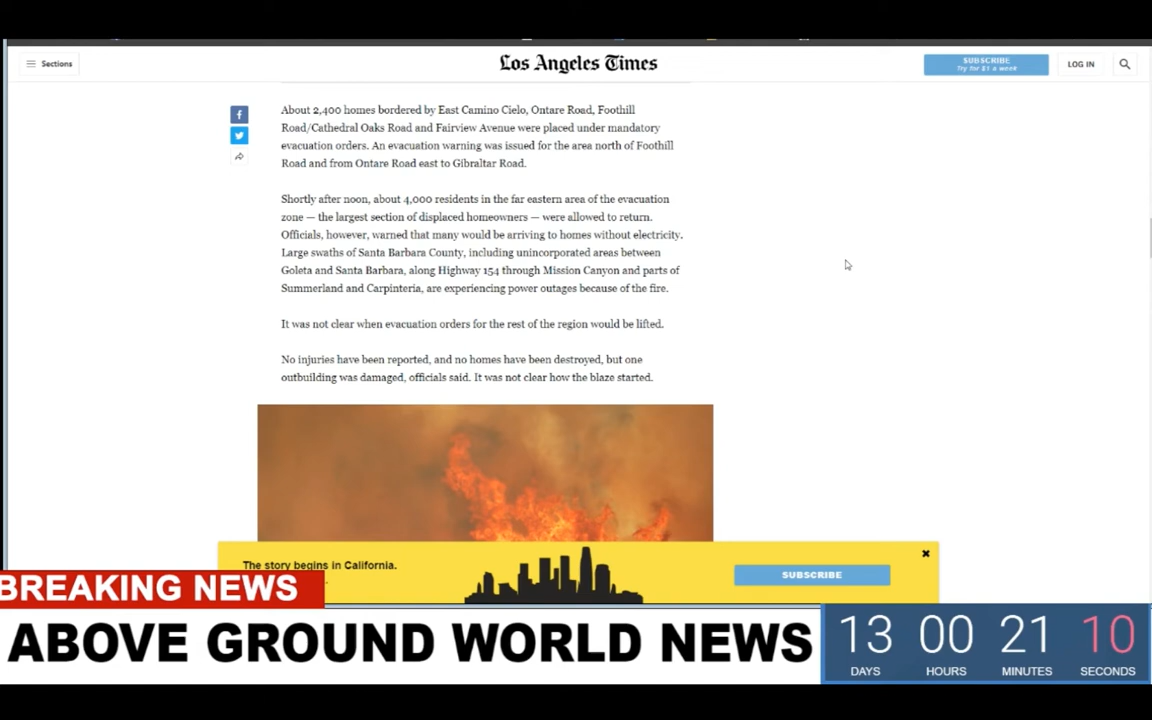 Sections
Los Angeles Times
SUBSCRIBE
Try for $1 a week
LOG IN
About 2,400 homes bordered by East Camino Cielo, Ontare Road, Foothill
Road/Cathedral Oaks Road and Fairview Avenue were placed under mandatory
evacuation orders. An evacuation warning was issued for the area north of Foothill
Road and from Ontare Road east to Gibraltar Road.
Shortly after noon, about 4,000 residents in the far eastern area of the evacuation
zone — the largest section of displaced homeowners — were allowed to return.
Officials, however, warned that many would be arriving to homes without electricity.
Large swaths of Santa Barbara County, including unincorporated areas between
Goleta and Santa Barbara, along Highway 154 through Mission Canyon and parts of
Summerland and Carpinteria, are experiencing power outages because of the fire.
It was not clear when evacuation orders for the rest of the region would be lifted.
No injuries have been reported, and no homes have been destroyed, but one
outbuilding was damaged, officials said. It was not clear how the blaze started.
The story begins in California.
SUBSCRIBE
BREAKING NEWS
ABOVE GROUND WORLD NEWS
13 00 21 10
DAYS HOURS MINUTES SECONDS